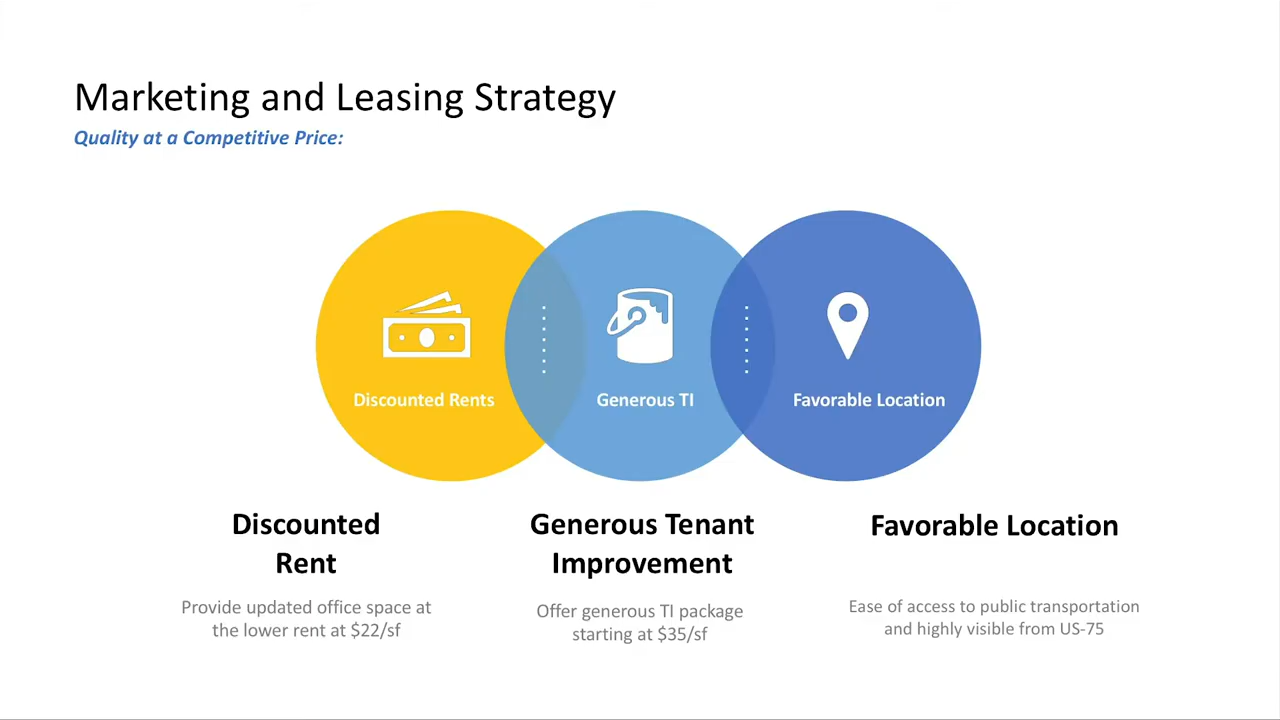 Marketing and Leasing Strategy
Quality at a Competitive Price:
Discounted Rents
Generous TI
Favorable Location
Discounted
Rent
Provide updated office space at
the lower rent at $22/sf
Generous Tenant
Improvement
Offer generous TI package
starting at $35/sf
Favorable Location
Ease of access to public transportation
and highly visible from US-75